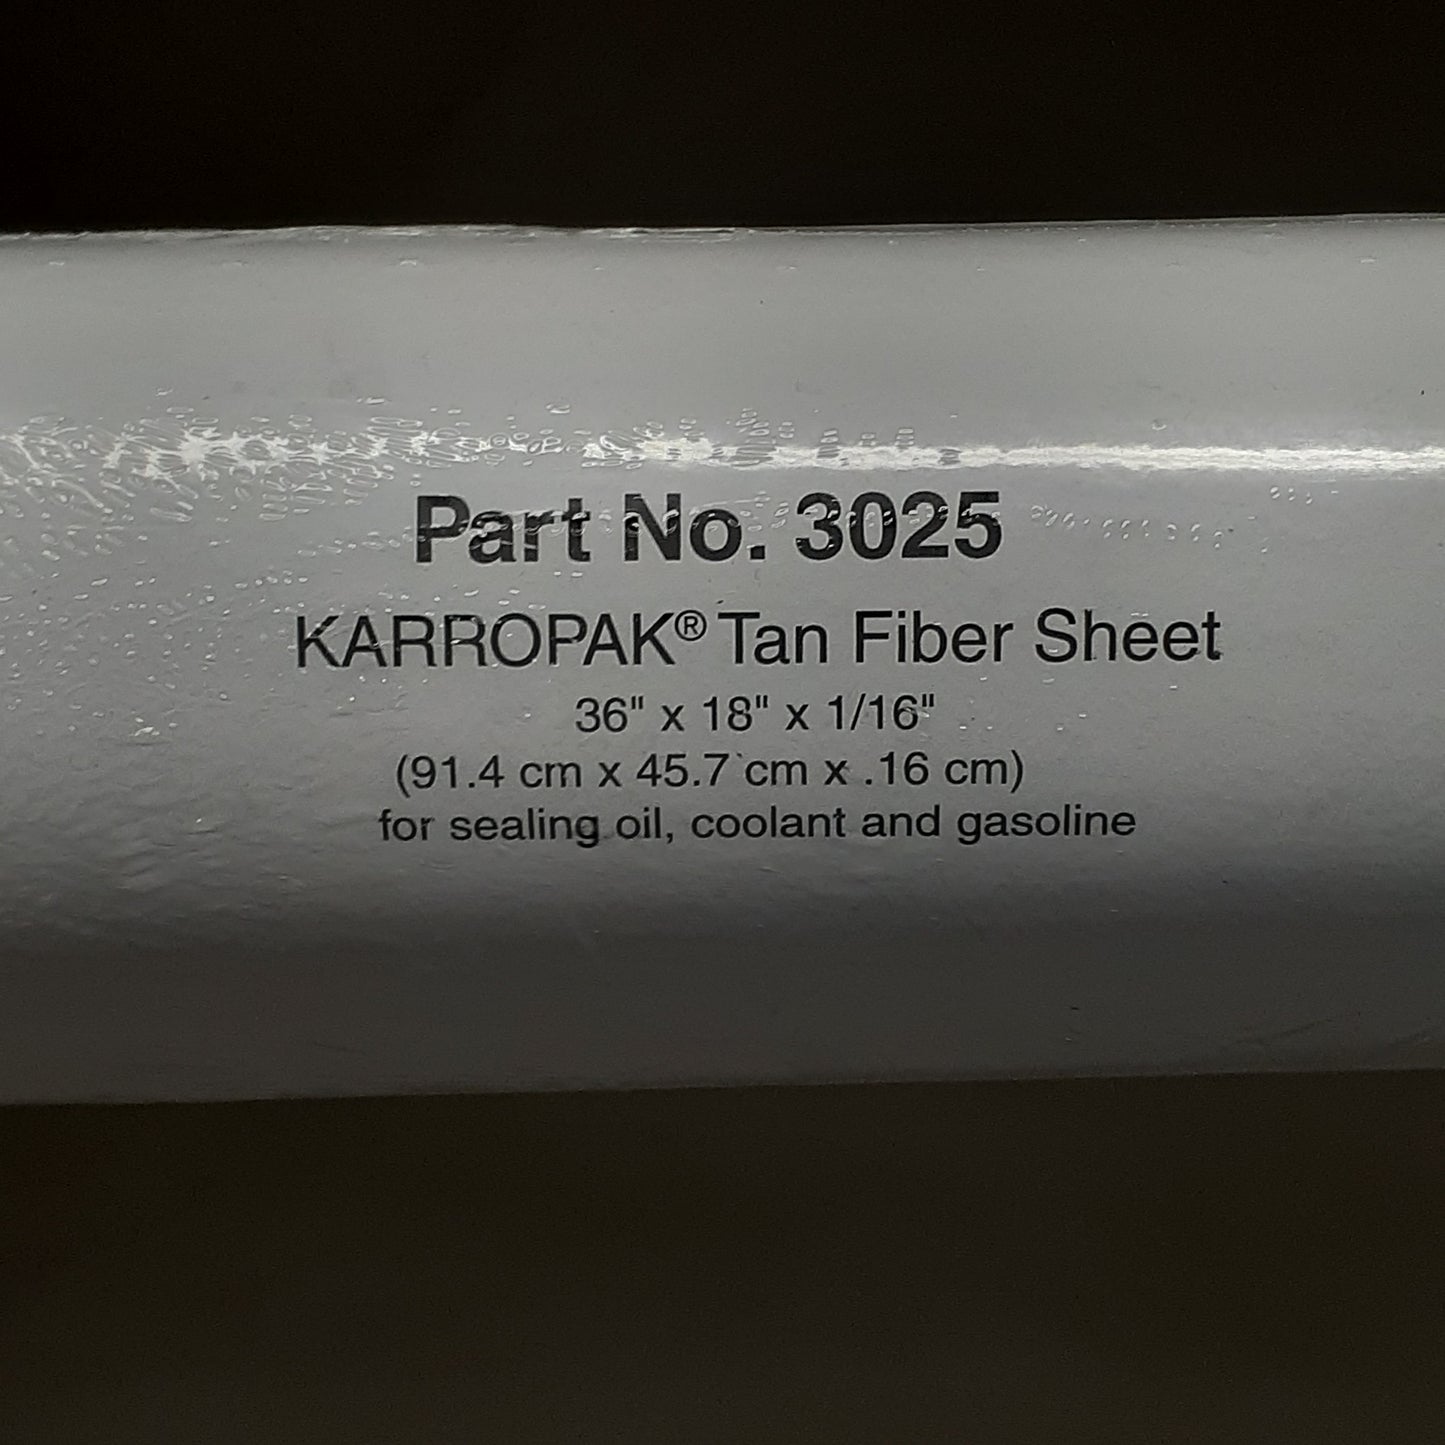 Part No. 3025
KARROPAK® Tan Fiber Sheet
36" x 18" x 1/16"
(91.4 cm x 45.7 cm x .16 cm)
for sealing oil, coolant and gasoline